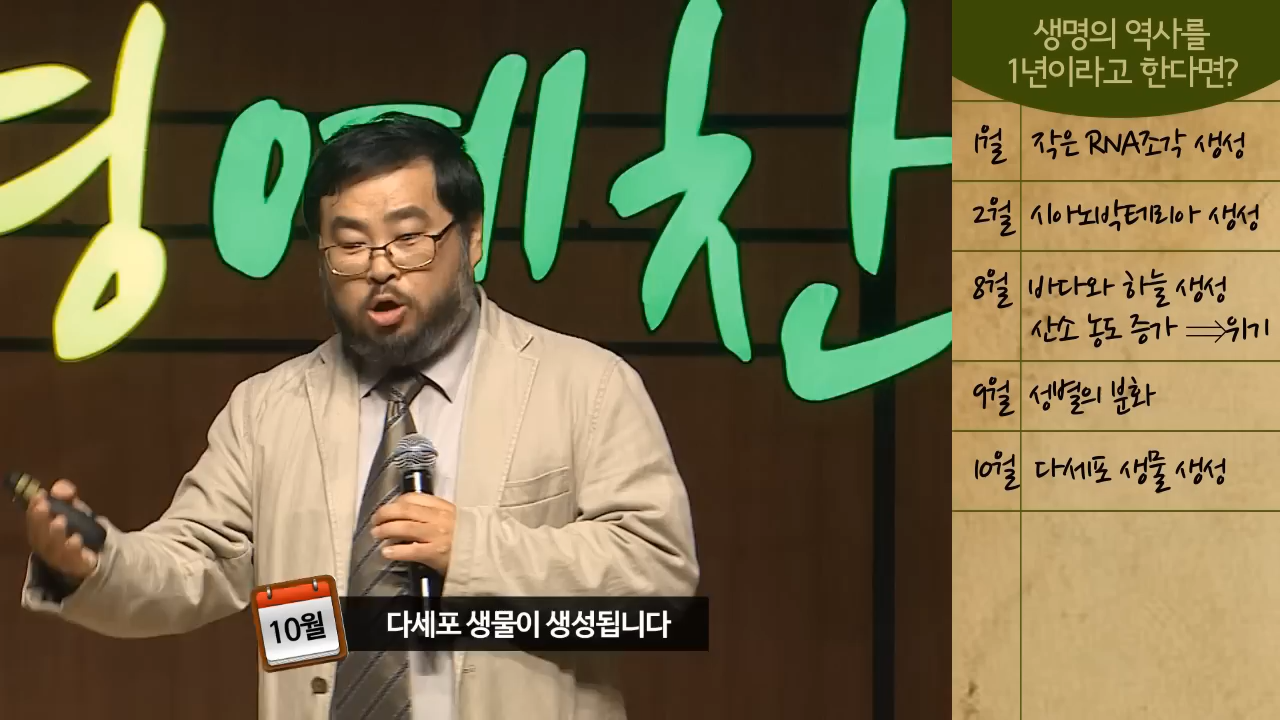 경예찬
생명의 역사를
1년이라고 한다면?
1월 작은 RNA조각 생성
2월 시아뇌박테리아 생성
8월 바다와 하늘 생성
산소 농도 증가 ⇒위기
9월 성별의 분화
10월 다세포 생물 생성
10월 다세포 생물이 생성됩니다